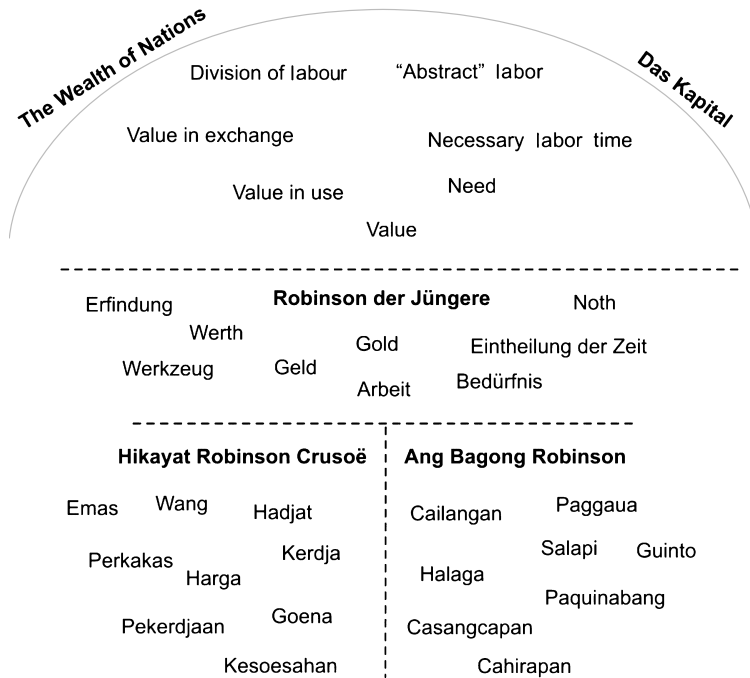 The Wealth of Nations
Das Kapital
Division of labour
“Abstract” labor
Value in exchange
Necessary labor time
Value in use
Need
Value
Robinson der Jüngere
Erfindung
Noth
Werth
Gold
Eintheilung der Zeit
Werkzeug
Geld
Arbeit
Bedürfnis
Hikayat Robinson Crusoë
Emas
Wang
Hadjat
Perkakas
Kerdja
Harga
Pekerdjaan
Goena
Kesoesahan
Ang Bagong Robinson
Cailangan
Paggaua
Salapi
Guinto
Halaga
Paquinabang
Casangcapan
Cahirapan